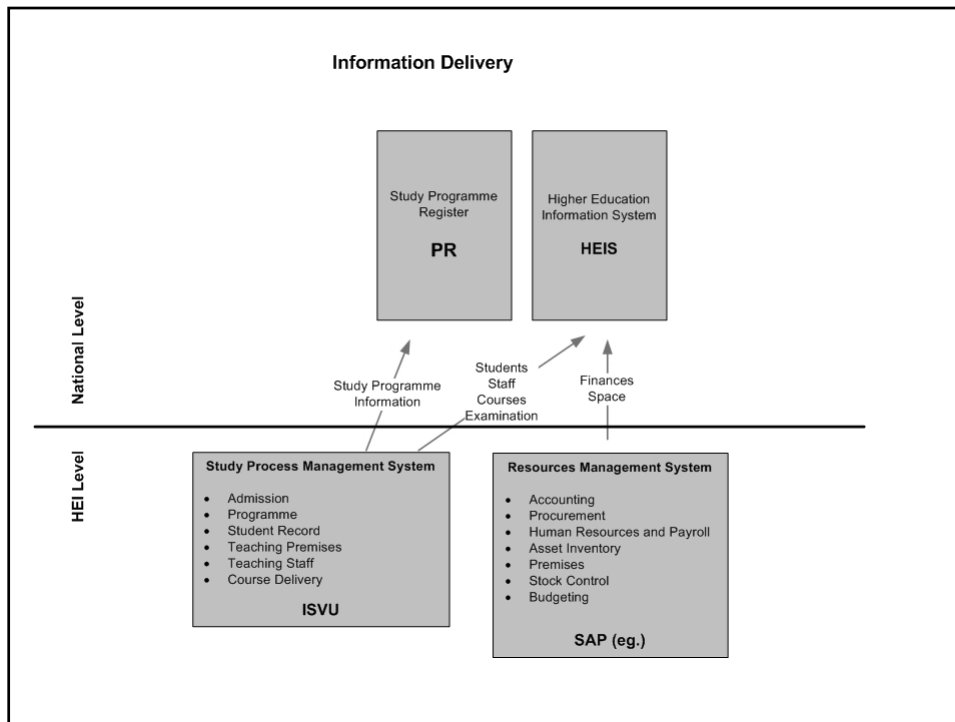 Information Delivery
Study Programme
Register
PR
Higher Education
Information System
HEIS
National Level
Study Programme
Information
Students
Staff
Courses
Examination
Finances
Space
HEI Level
Study Process Management System
• Admission
• Programme
• Student Record
• Teaching Premises
• Teaching Staff
• Course Delivery
ISVU
Resources Management System
• Accounting
• Procurement
• Human Resources and Payroll
• Asset Inventory
• Premises
• Stock Control
• Budgeting
SAP (eg.)